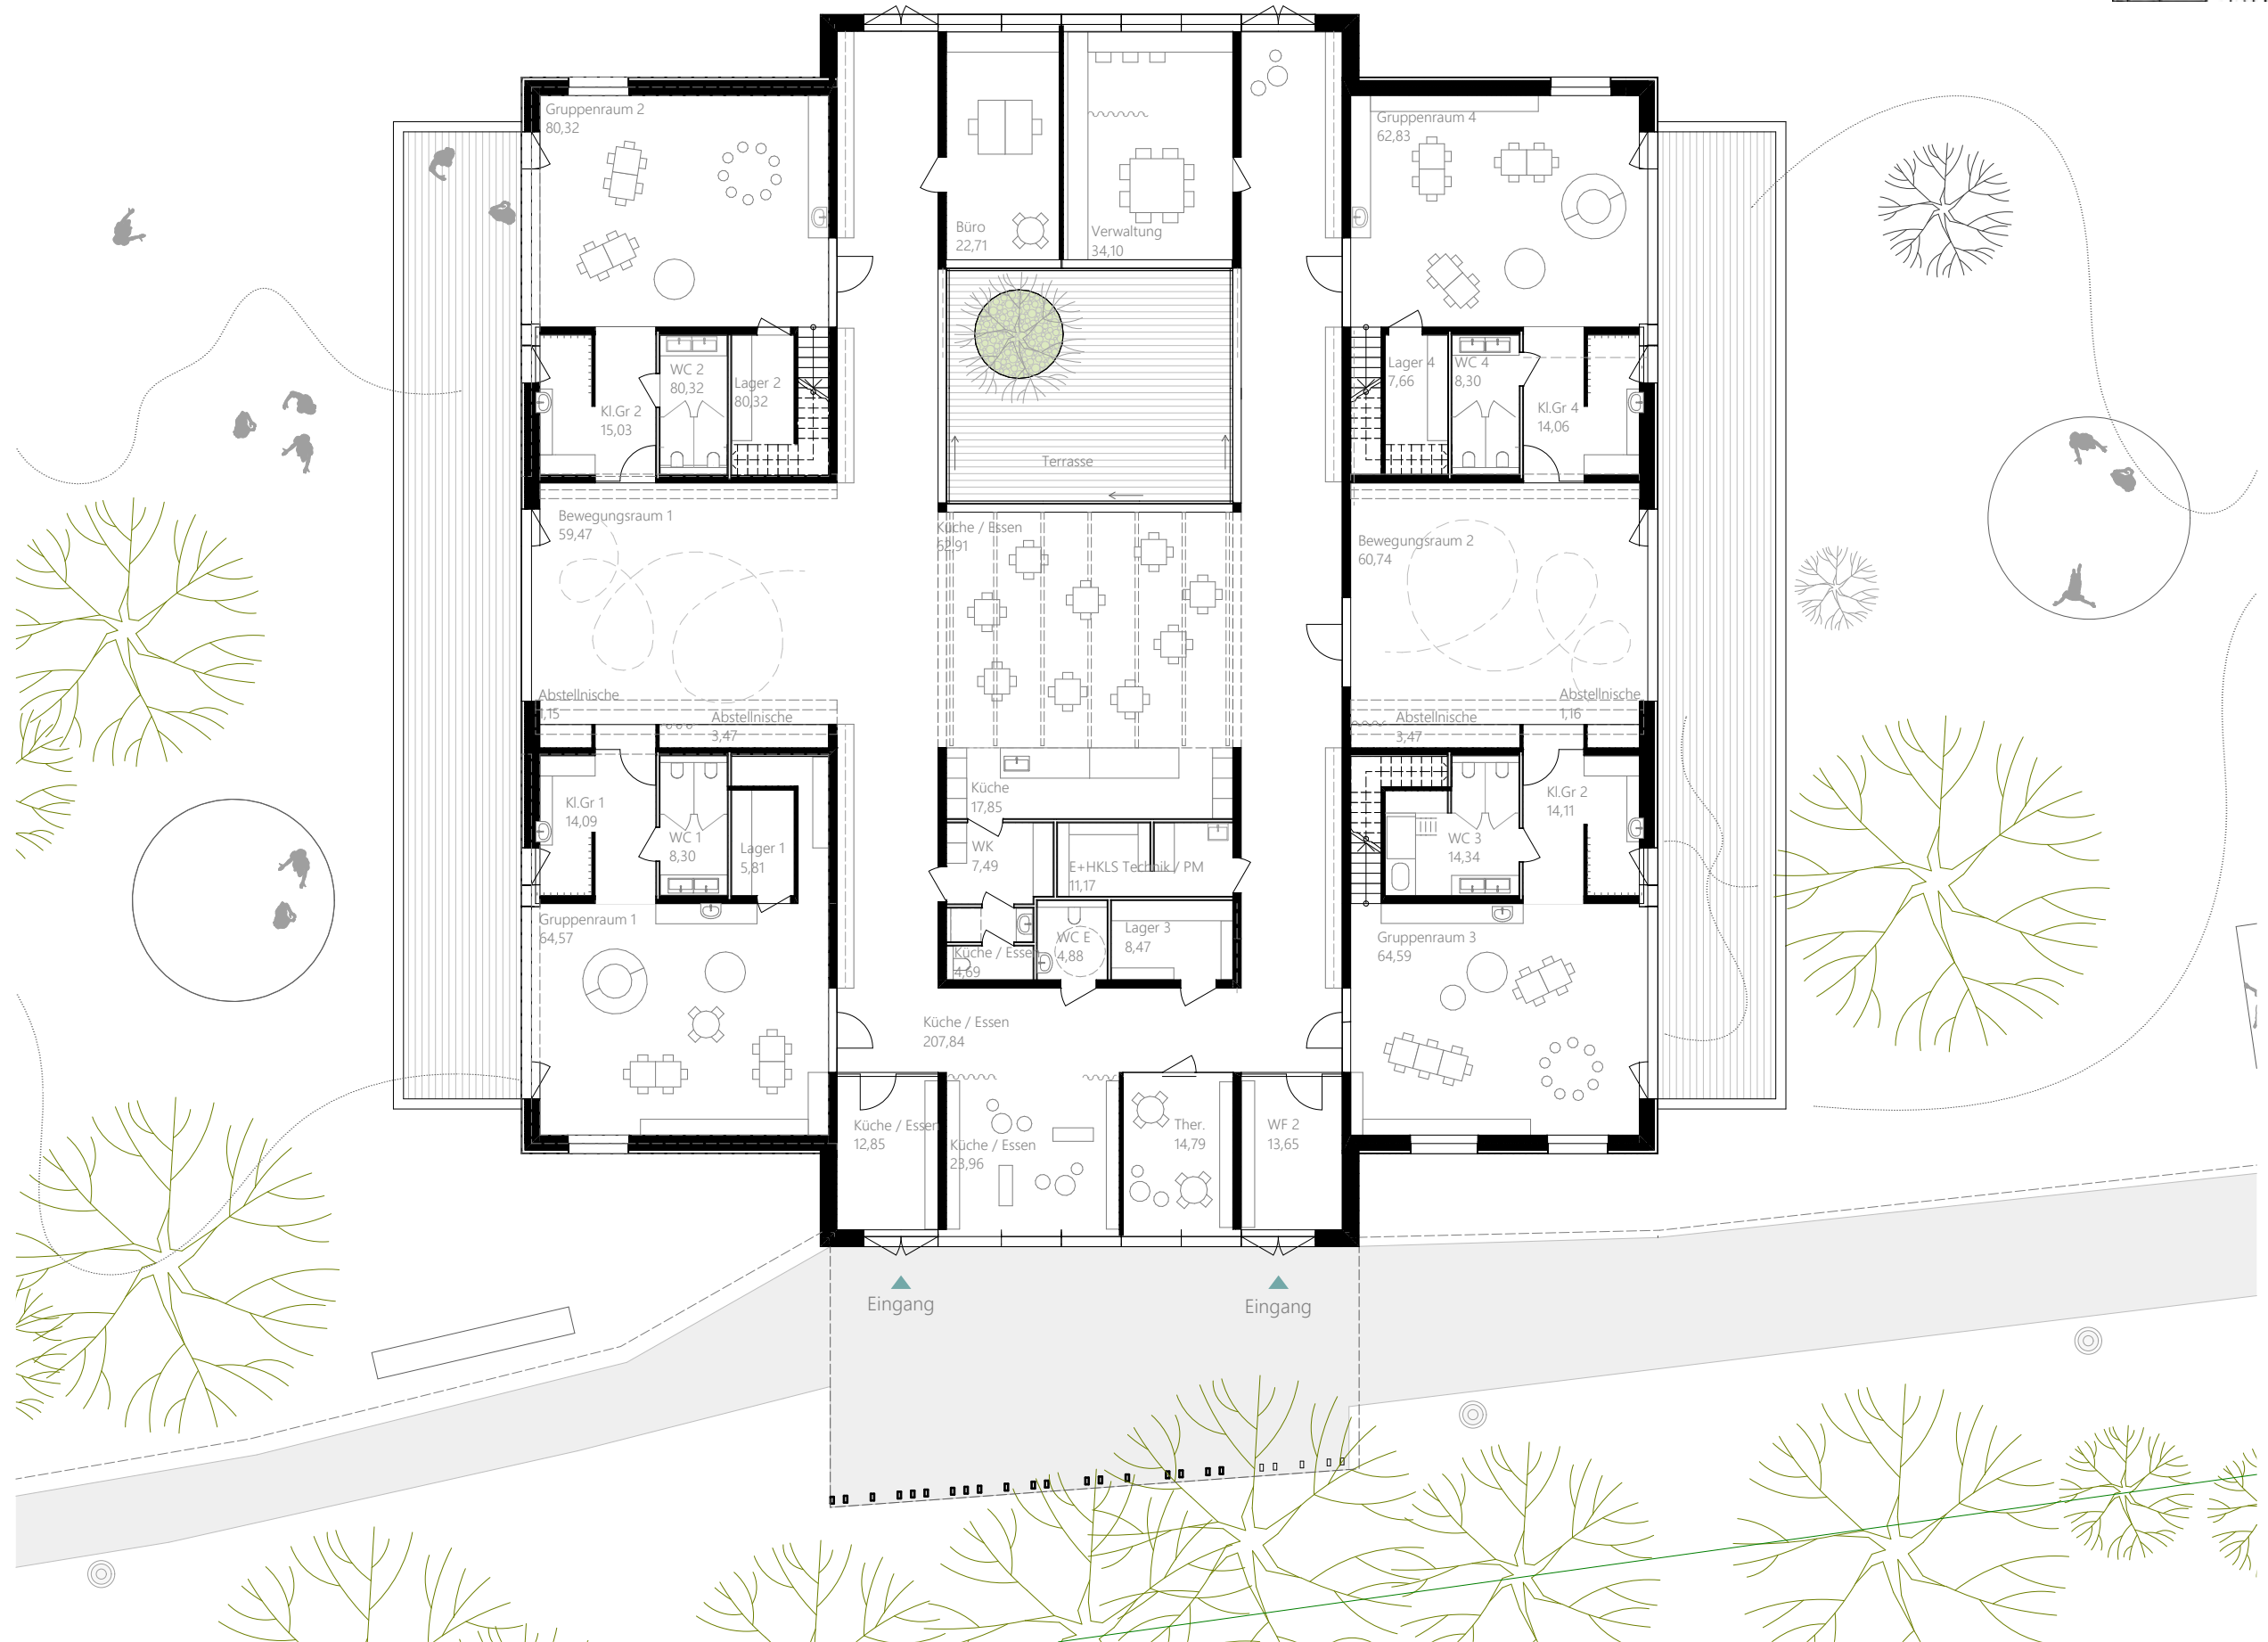 Gruppenraum 2
80,32
Gruppenraum 4
62,83
Büro
22,71
Verwaltung
34,10
WC 2
80,32
Lager 2
80,32
Kl.Gr 2
15,03
Lager 4
7,66
WC 4
8,30
Kl.Gr 4
14,06
Terrasse
Bewegungsraum 1
59,47
Küche / Essen
62,91
Bewegungsraum 2
60,74
Abstellnische
1,15
Abstellnische
3,47
Abstellnische
1,16
Abstellnische
3,47
Kl.Gr 1
14,09
WC 1
8,30
Lager 1
5,81
Küche
17,85
WK
7,49
E+HKLS Technik / PM
11,17
WC 3
14,34
Kl.Gr 2
14,11
Gruppenraum 1
64,57
Küche / Essen
4,69
WC E
4,88
Lager 3
8,47
Gruppenraum 3
64,59
Küche / Essen
207,84
Küche / Essen
12,85
Küche / Essen
23,96
Ther.
14,79
WF 2
13,65
Eingang
Eingang